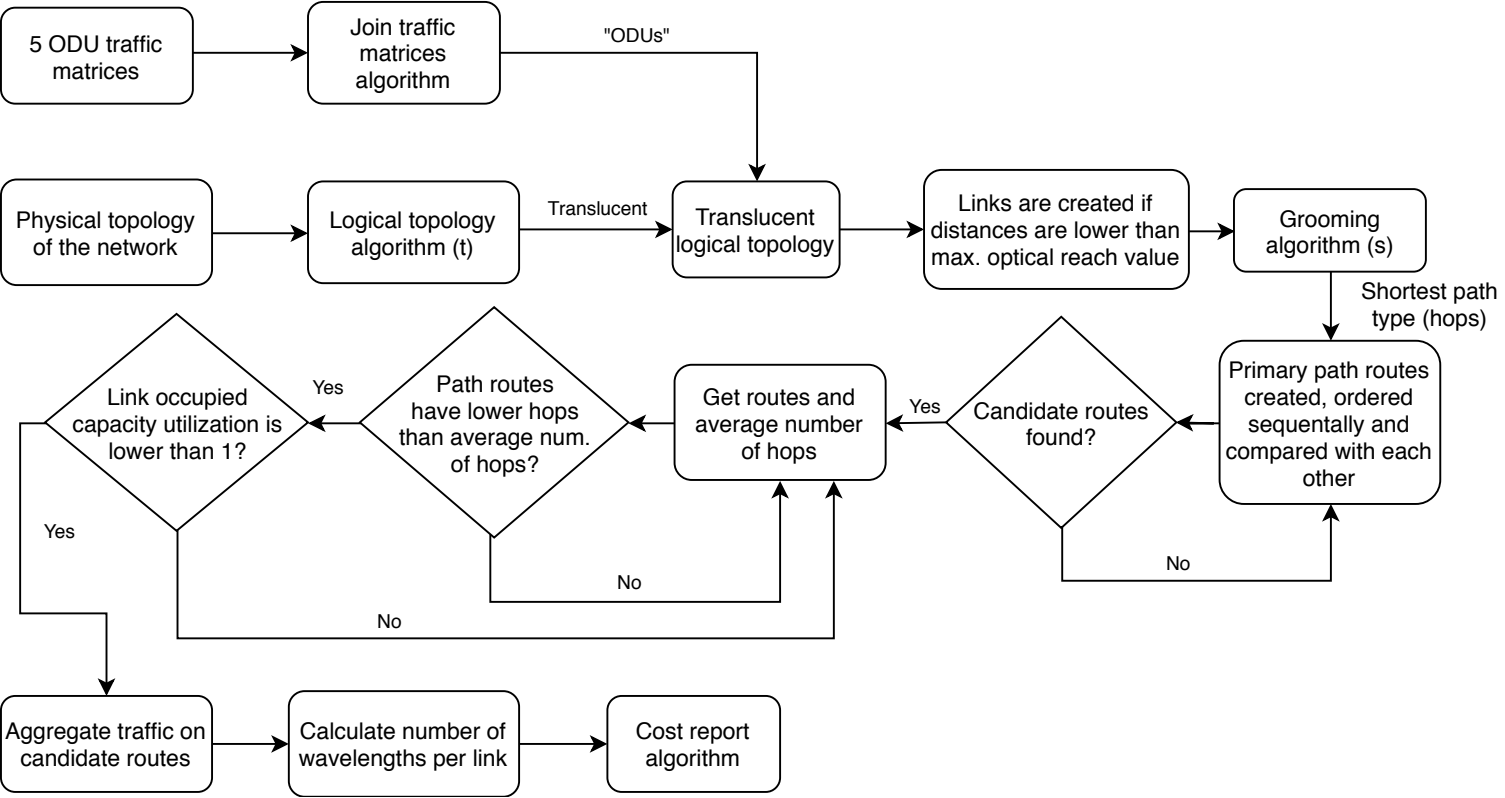 5 ODU traffic
matrices
Join traffic
matrices
algorithm
"ODUs"
Physical topology
of the network
Logical topology
algorithm (t)
Translucent
Translucent
logical topology
Links are created if
distances are lower than
max. optical reach value
Grooming
algorithm (s)
Shortest path
type (hops)
Primary path routes
created, ordered
sequentally and
compared with each
other
Candidate routes
found?
No
Yes
Get routes and
average number
of hops
Path routes
have lower hops
than average num.
of hops?
No
Yes
Link occupied
capacity utilization is
lower than 1?
No
Yes
Aggregate traffic on
candidate routes
Calculate number of
wavelengths per link
Cost report
algorithm